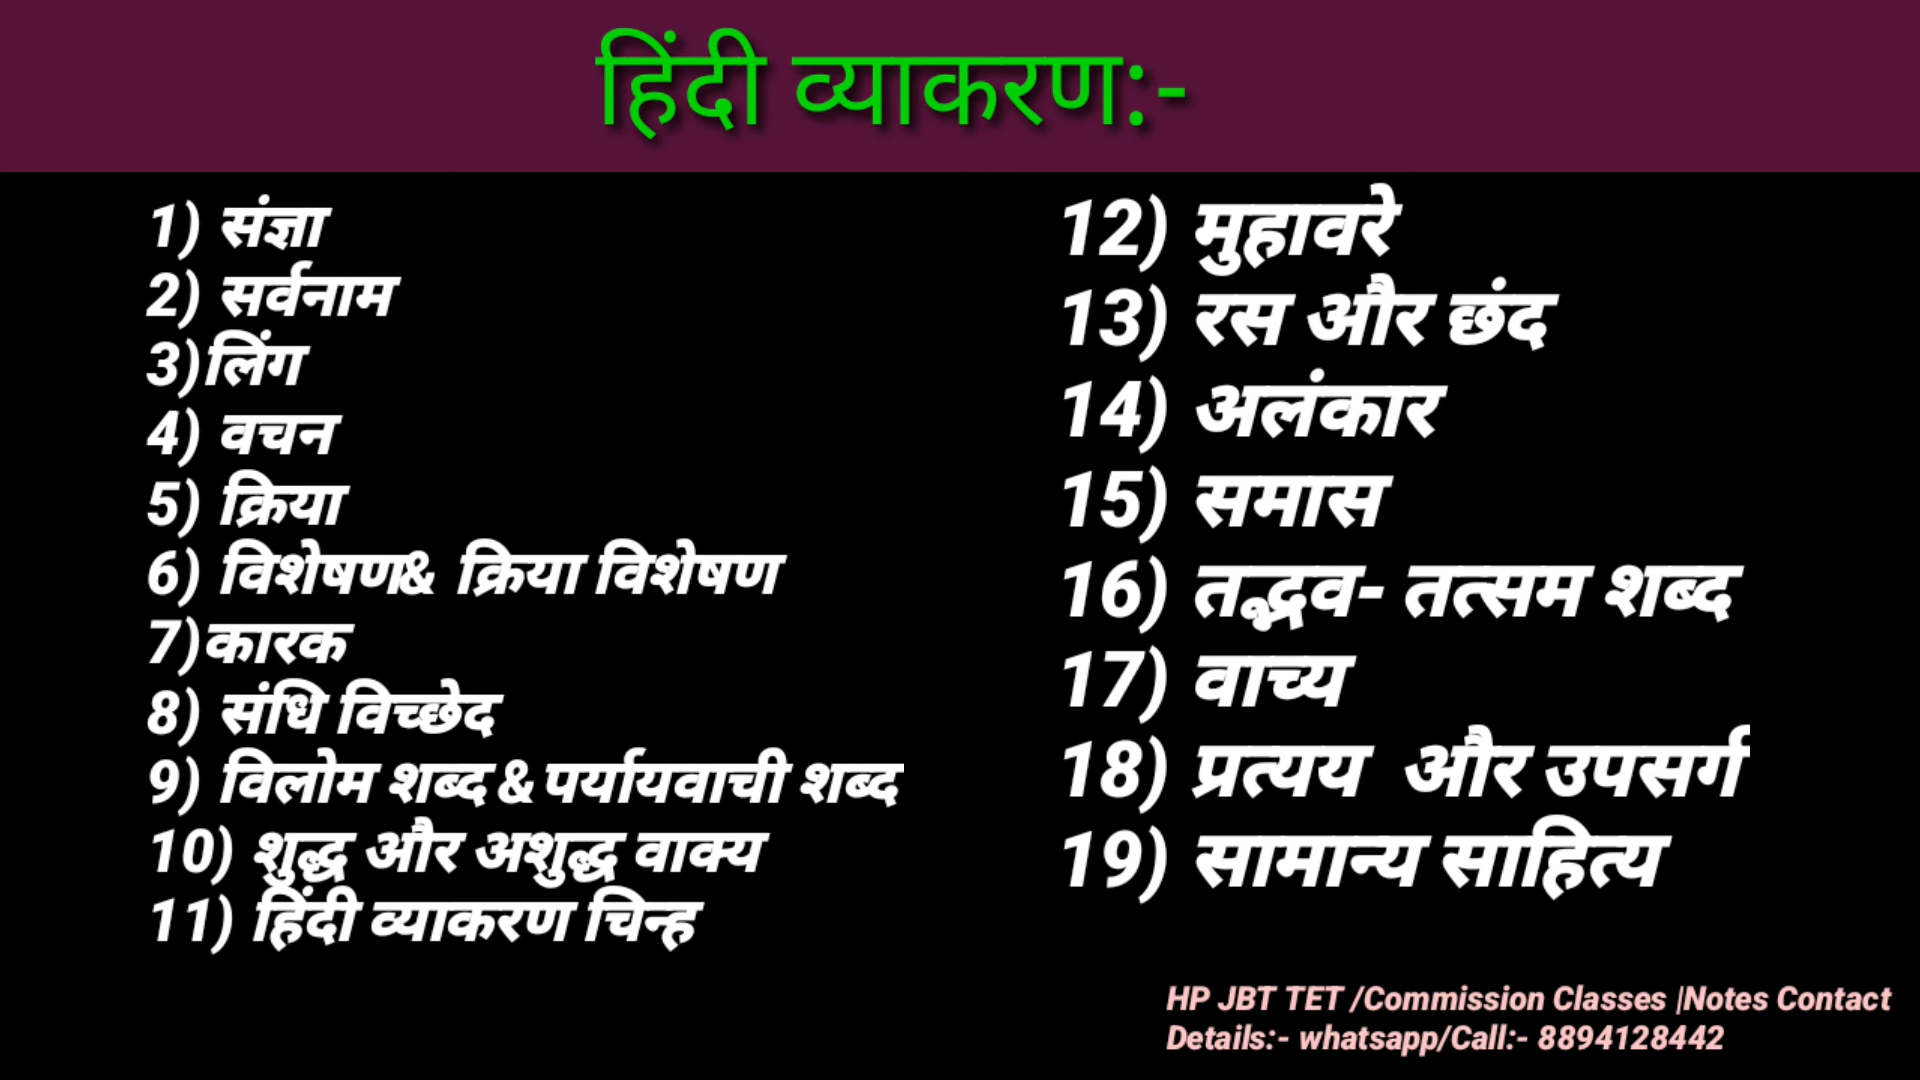 हिंदी व्याकरण:-
1) संज्ञा
2) सर्वनाम
3)लिंग
4) वचन
5) क्रिया
6) विशेषण& क्रिया विशेषण
7)कारक
8) संधि विच्छेद
9) विलोम शब्द & पर्यायवाची शब्द
10) शुद्ध और अशुद्ध वाक्य
11) हिंदी व्याकरण चिन्ह
12) मुहावरे
13) रस और छंद
14) अलंकार
15) समास
16) तद्भव- तत्सम शब्द
17) वाच्य
18) प्रत्यय और उपसर्ग
19) सामान्य साहित्य
HP JBT TET /Commission Classes |Notes Contact
Details:- whatsapp/Call:- 8894128442